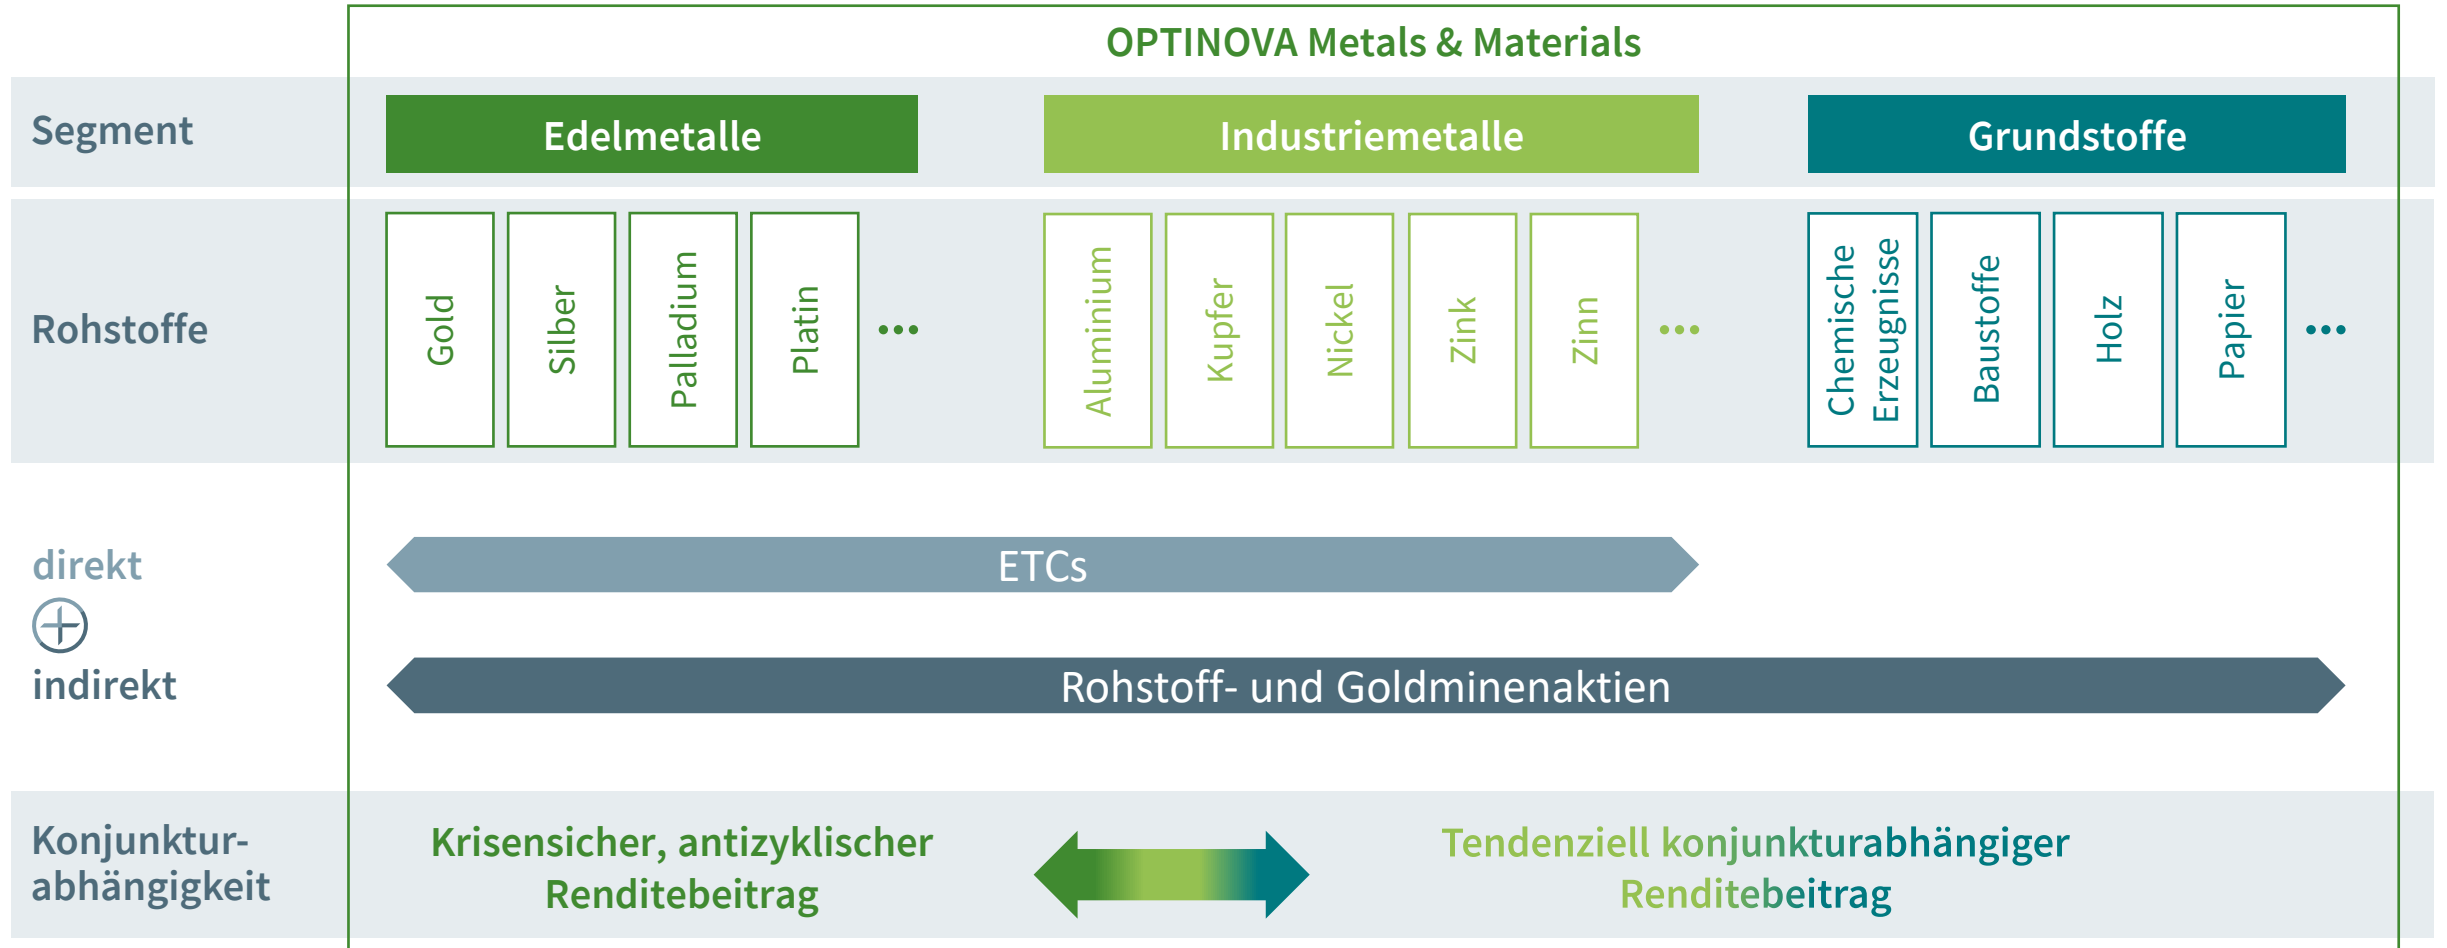 OPTINOVA Metals & Materials
Segment
Edelmetalle
Industriemetalle
Grundstoffe
Rohstoffe
Gold
Silber
Palladium
Platin
...
Aluminium
Kupfer
Nickel
Zink
Zinn
...
Chemische
Erzeugnisse
Baustoffe
Holz
Papier
...
direkt
ETCs
indirekt
Rohstoff- und Goldminenaktien
Konjunktur-
abhängigkeit
Krisensicher, antizyklischer
Renditebeitrag
Tendenziell konjunkturabhängiger
Renditebeitrag